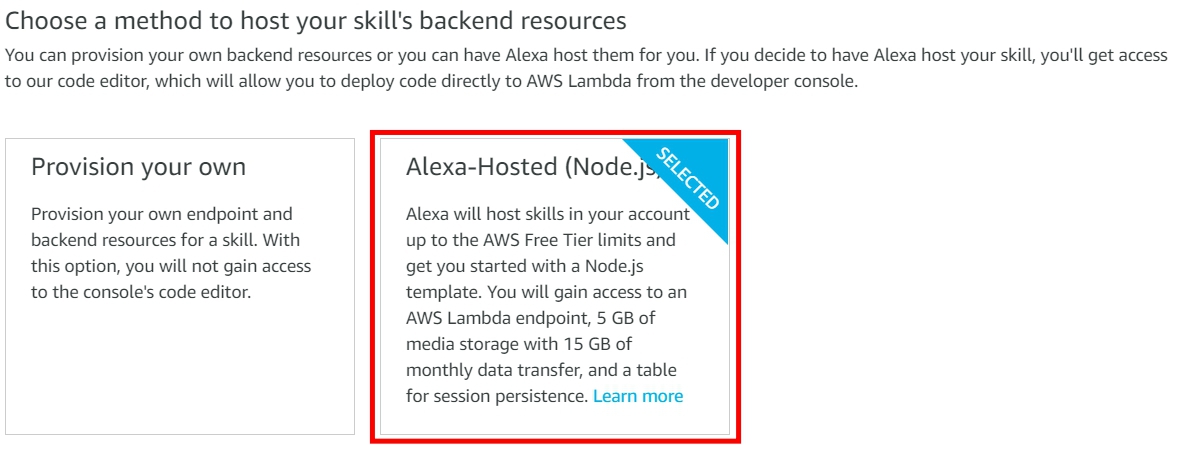 Choose a method to host your skill's backend resources
You can provision your own backend resources or you can have Alexa host them for you. If you decide to have Alexa host your skill, you'll get access
to our code editor, which will allow you to deploy code directly to AWS Lambda from the developer console.
Provision your own
Provision your own endpoint and
backend resources for a skill. With
this option, you will not gain access
to the console's code editor.
Alexa-Hosted (Node.js)
SELECTED
Alexa will host skills in your account
up to the AWS Free Tier limits and
get you started with a Node.js
template. You will gain access to an
AWS Lambda endpoint, 5 GB of
media storage with 15 GB of
monthly data transfer, and a table
for session persistence. Learn more